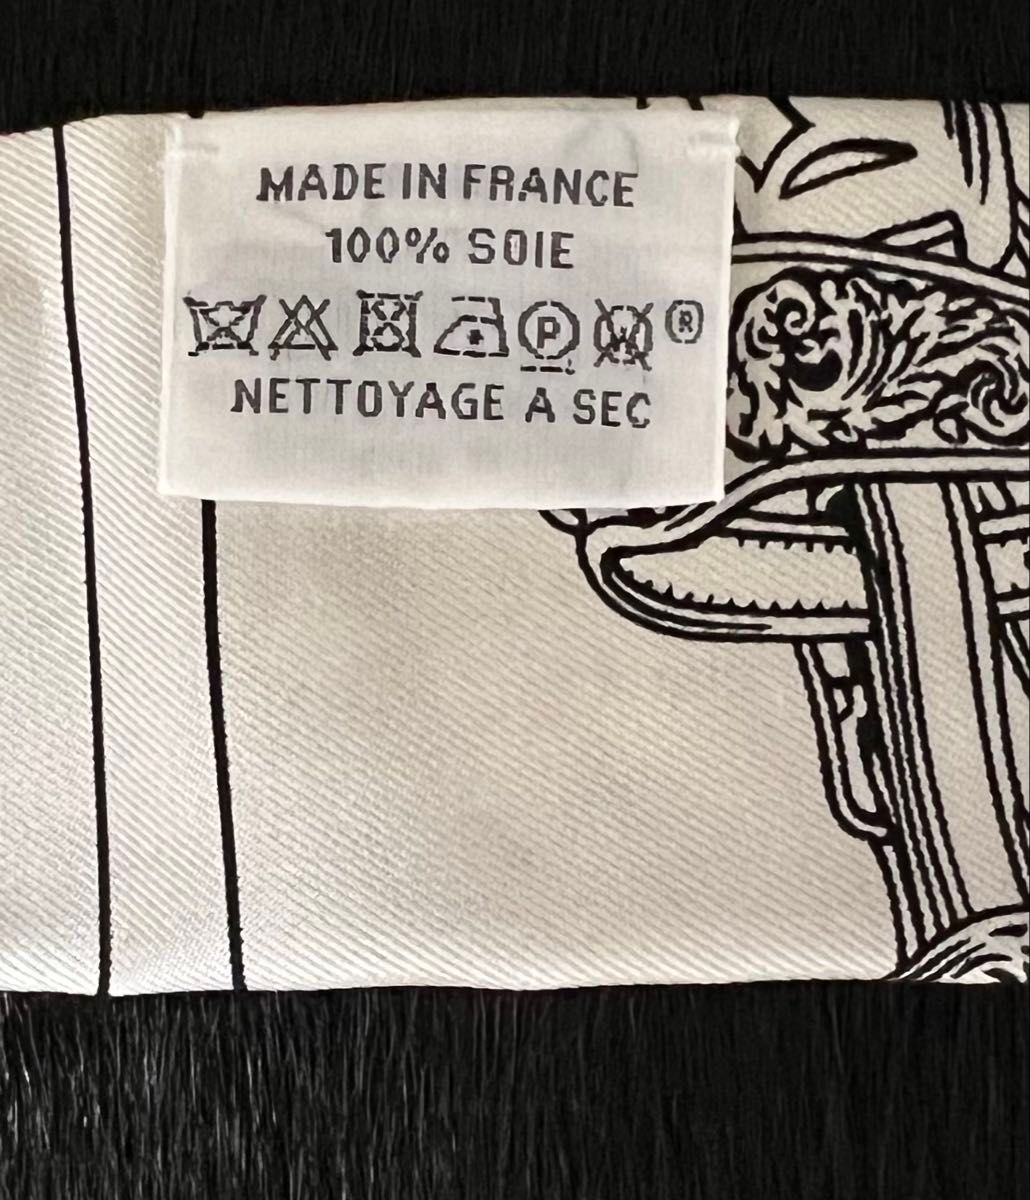 MADE IN FRANCE
100% SOIE
P W ®
NETTOYAGE A SEC